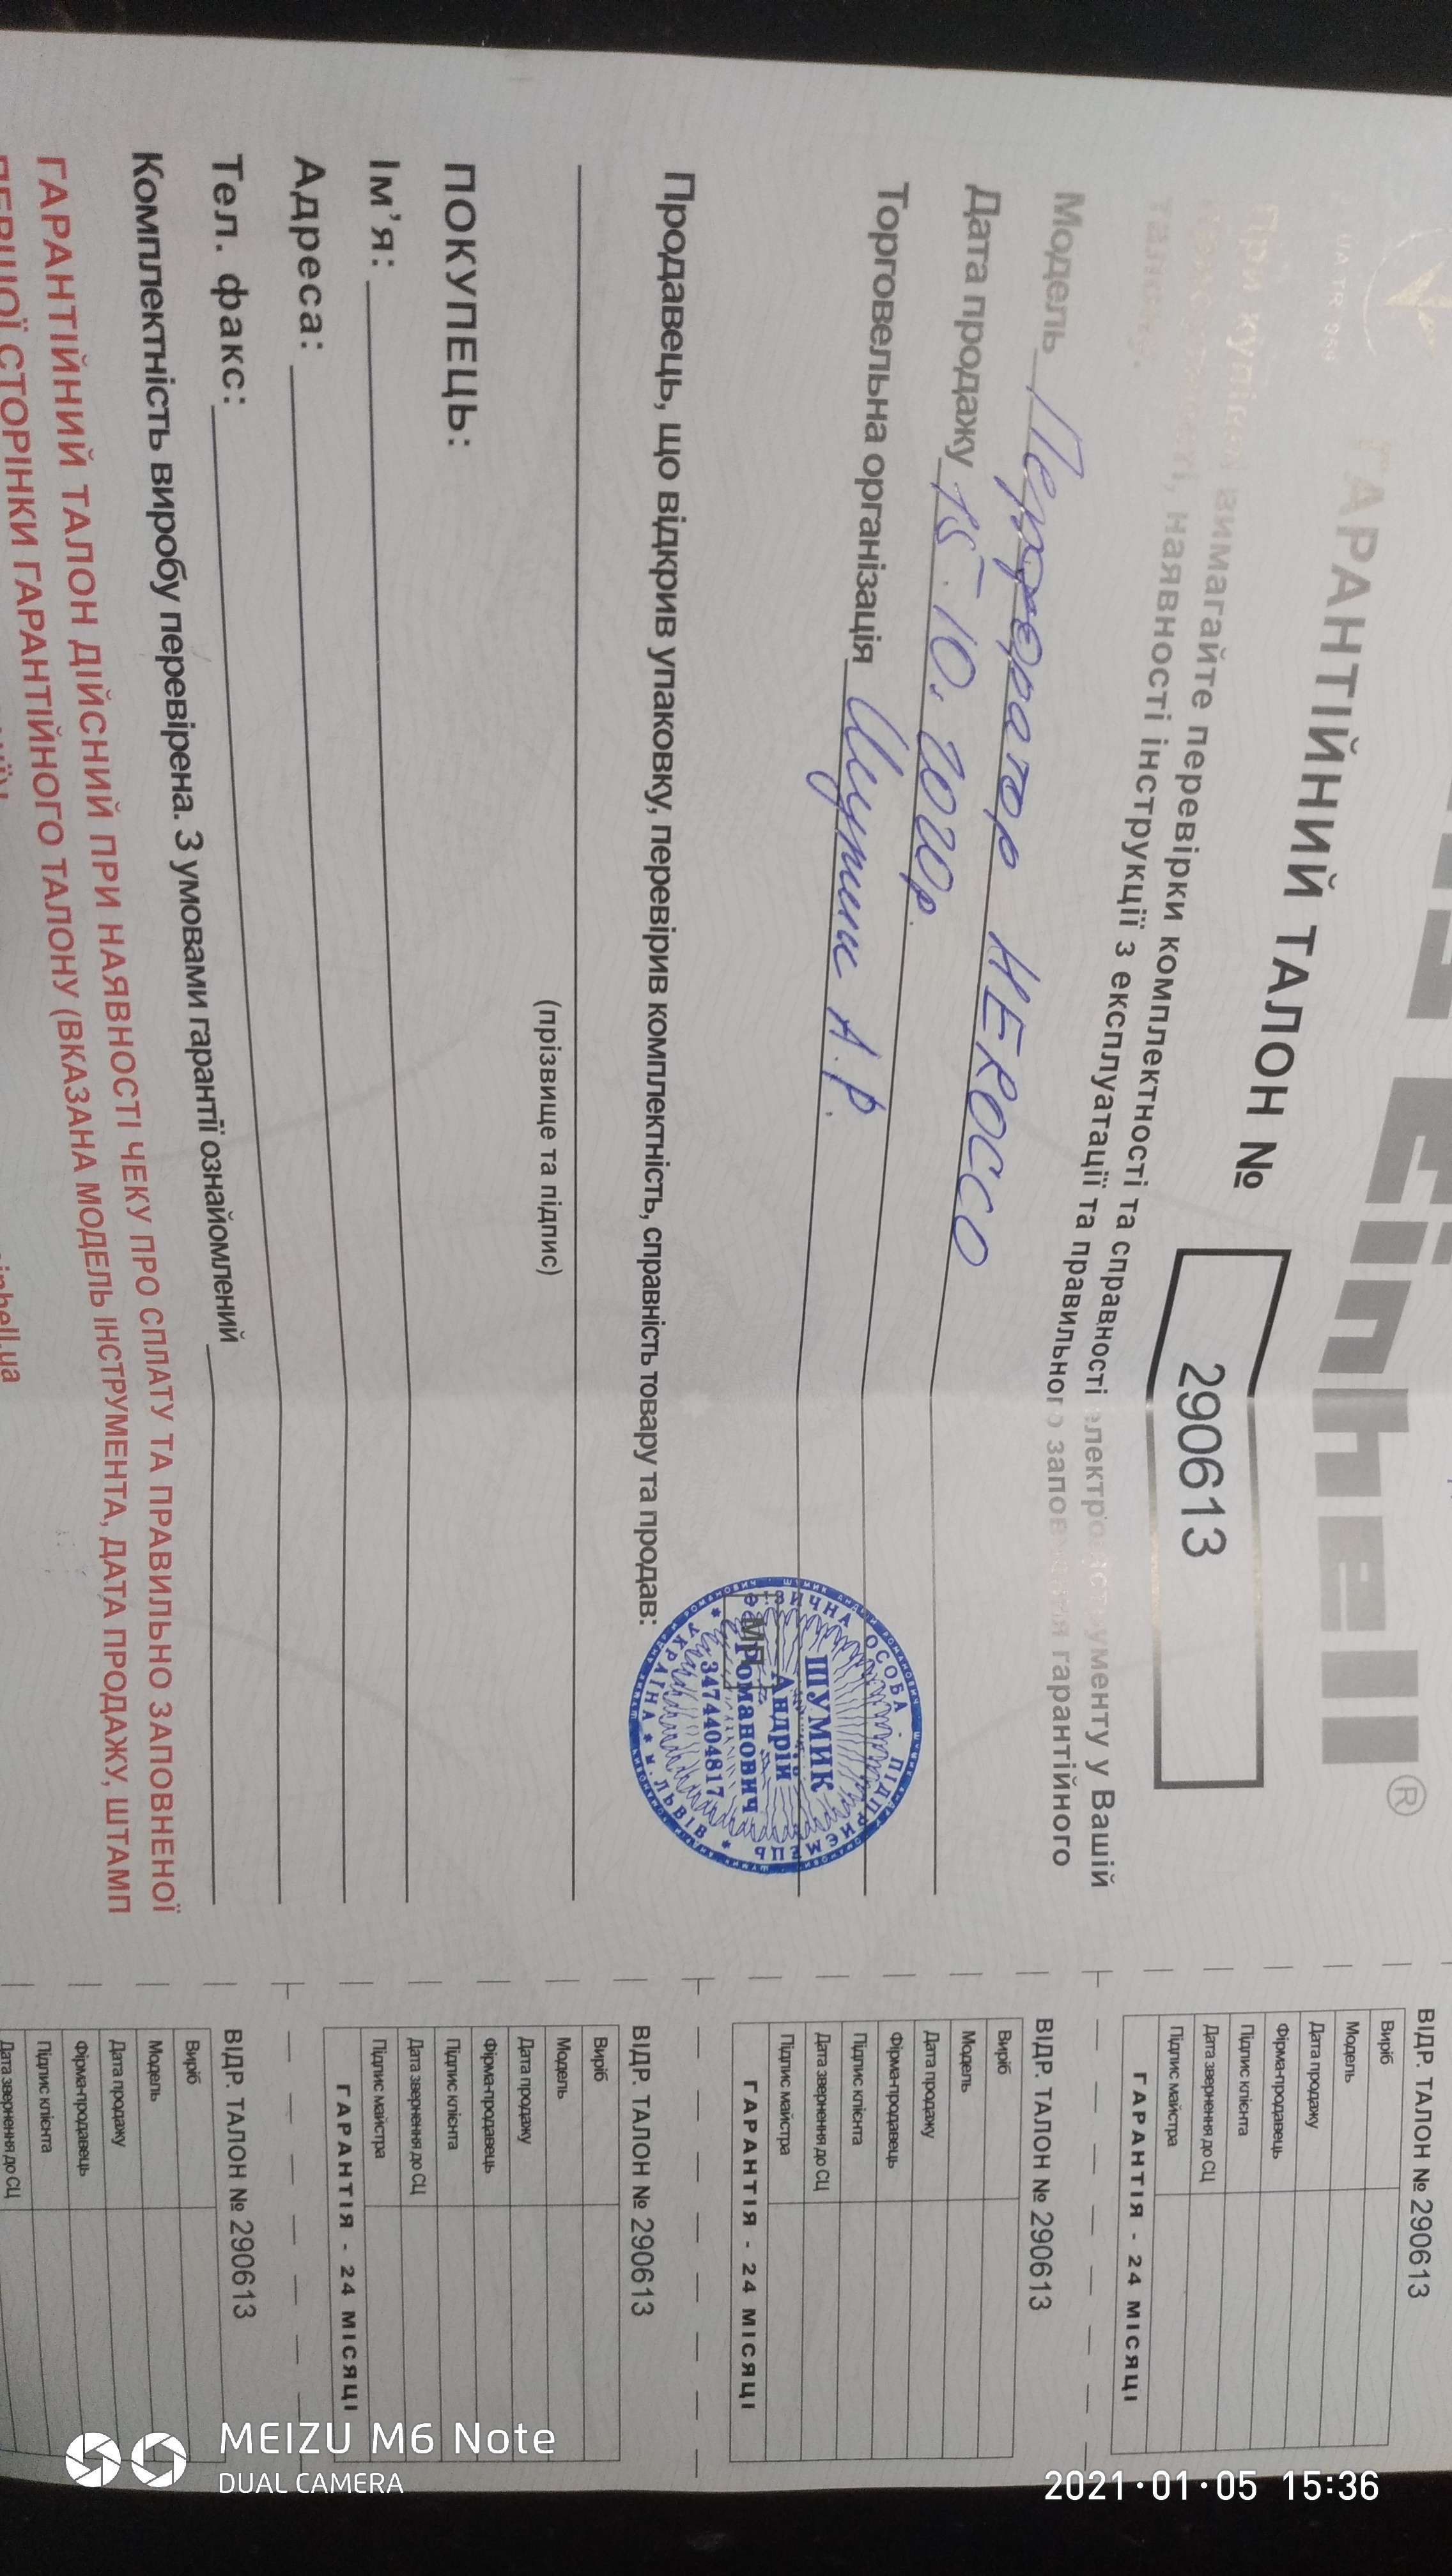 Einhell®
ГАРАНТІЙНИЙ ТАЛОН № 290613
При купівлі вимагайте перевірки комплектності та справності електроінструменту у Вашій
наявності інструкції з експлуатації та правильного заповнення гарантійного
талону.
Модель Перфоратор HEROCCO
Дата продажу 15.10.2020р.
Торговельна організація Шумик А.Р.
ФІЗИЧНА ОСОБА - ПІДПРИЄМЕЦЬ
ШУМИК
Андрій
Романович
3474404817
УКРАЇНА * м. ЛЬВІВ *
МП
Продавець, що відкрив упаковку, перевірив комплектність, справність товару та продав:
(прізвище та підпис)
ПОКУПЕЦЬ:
Ім’я:
Адреса:
Тел. факс:
Комплектність виробу перевірена. З умовами гарантії ознайомлений
ГАРАНТІЙНИЙ ТАЛОН ДІЙСНИЙ ПРИ НАЯВНОСТІ ЧЕКУ ПРО СПЛАТУ ТА ПРАВИЛЬНО ЗАПОВНЕНОЇ
ПЕРШОЇ СТОРІНКИ ГАРАНТІЙНОГО ТАЛОНУ (ВКАЗАНА МОДЕЛЬ ІНСТРУМЕНТА, ДАТА ПРОДАЖУ, ШТАМП
ВІДР. ТАЛОН № 290613
Виріб
Модель
Дата продажу
Фірма-продавець
Підпис клієнта
Дата звернення до СЦ
Підпис майстра
ГАРАНТІЯ - 24 МІСЯЦІ
ВІДР. ТАЛОН № 290613
Виріб
Модель
Дата продажу
Фірма-продавець
Підпис клієнта
Дата звернення до СЦ
Підпис майстра
ГАРАНТІЯ - 24 МІСЯЦІ
ВІДР. ТАЛОН № 290613
Виріб
Модель
Дата продажу
Фірма-продавець
Підпис клієнта
Дата звернення до СЦ
Підпис майстра
ГАРАНТІЯ - 24 МІСЯЦІ
ВІДР. ТАЛОН № 290613
Виріб
Модель
Дата продажу
Фірма-продавець
Підпис клієнта
Дата звернення до СЦ
MEIZU M6 Note
DUAL CAMERA
2021·01·05 15:36